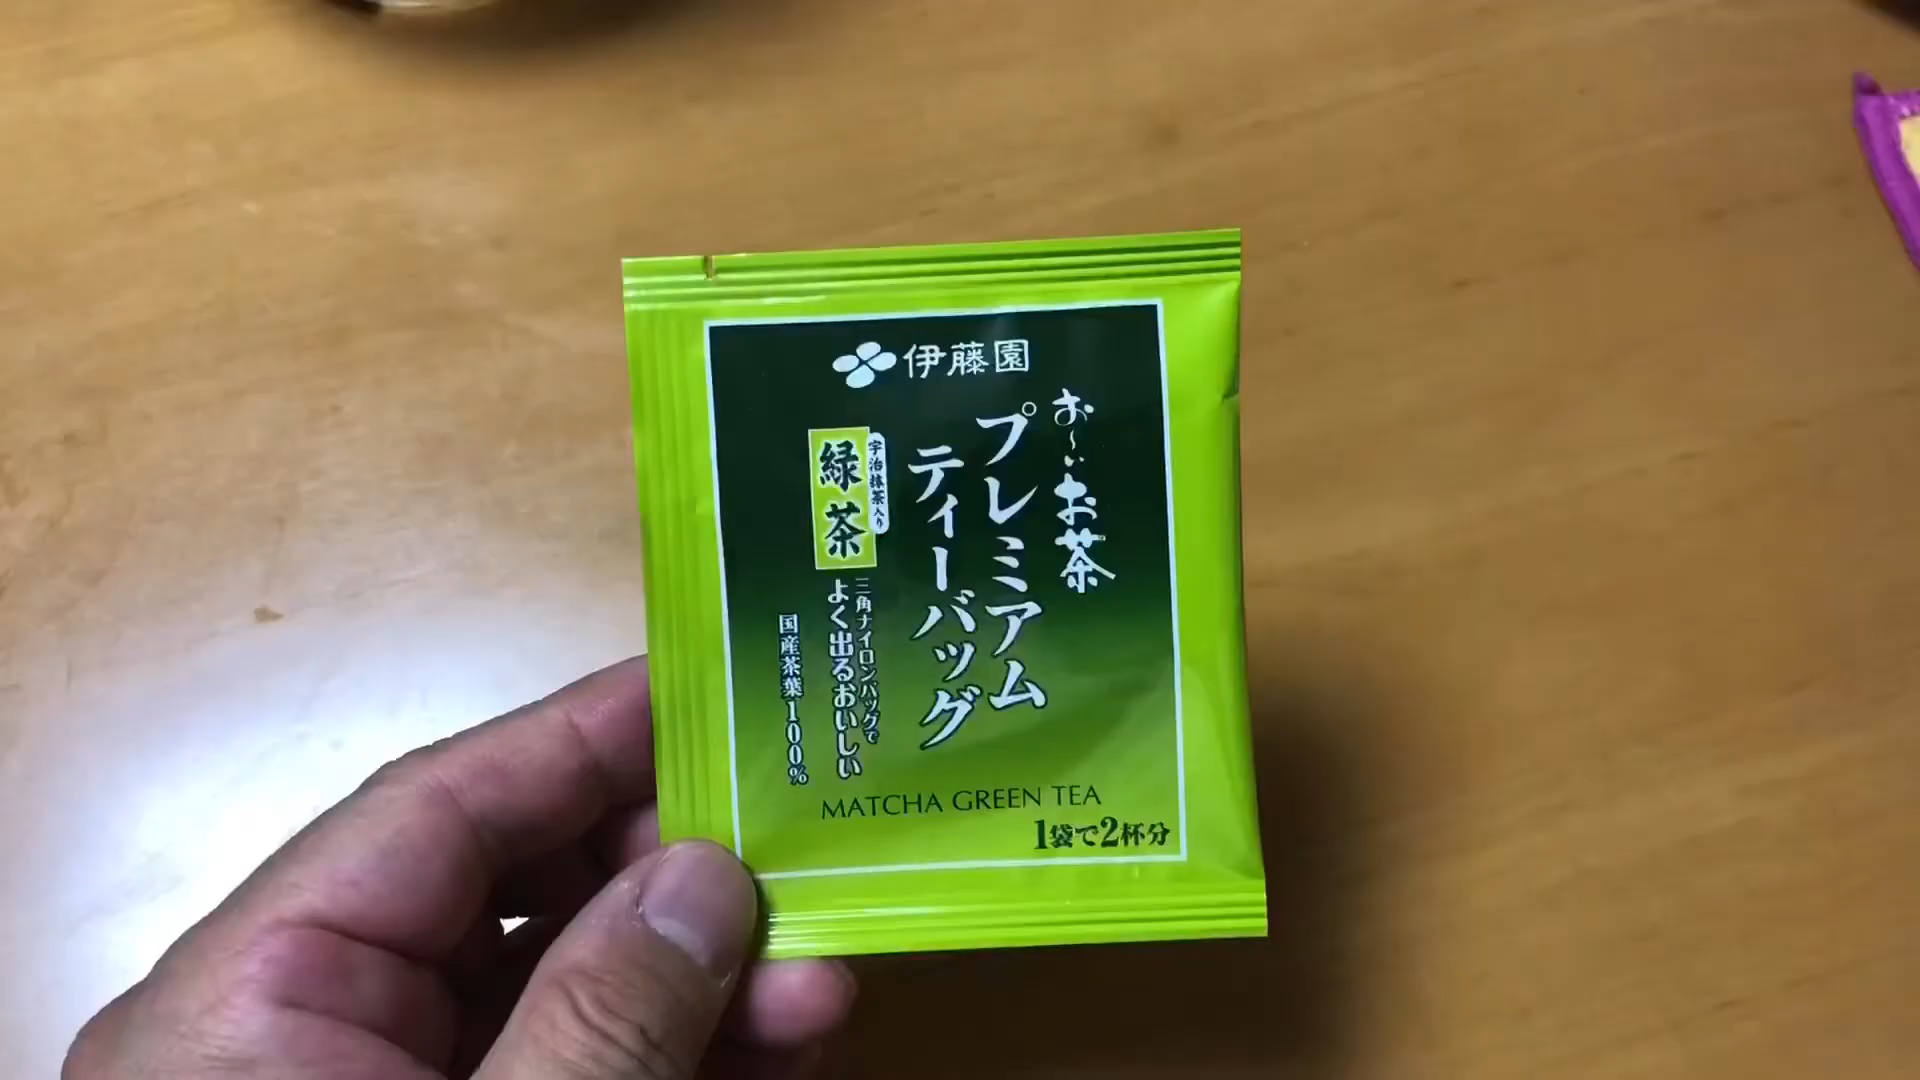 伊藤園
お～いお茶
プレミアム
ティーバッグ
宇治抹茶入り
緑茶
三角ナイロンバッグで
よく出るおいしい
国産茶葉100%
MATCHA GREEN TEA
1袋で2杯分